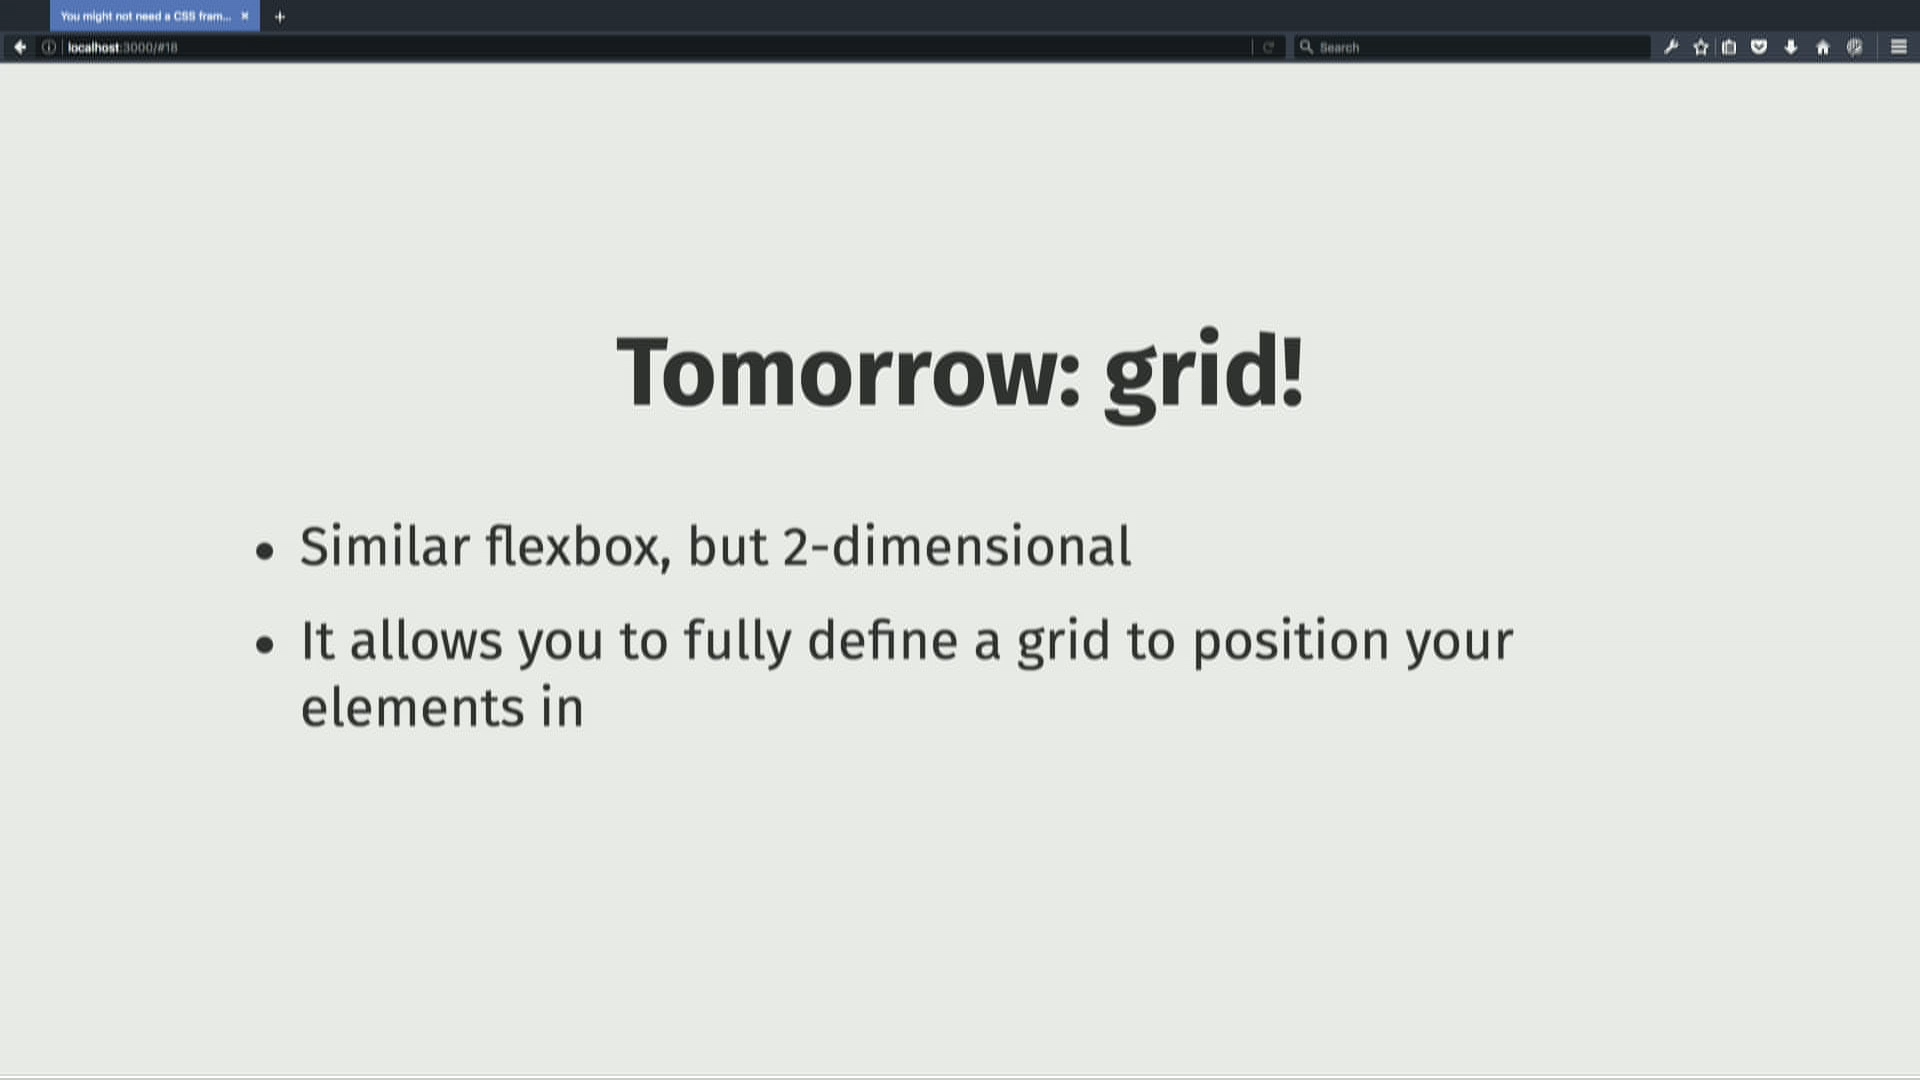 You might not need a CSS fram...
localhost:3000/#18
Search
Tomorrow: grid!
• Similar flexbox, but 2-dimensional
• It allows you to fully define a grid to position your
elements in